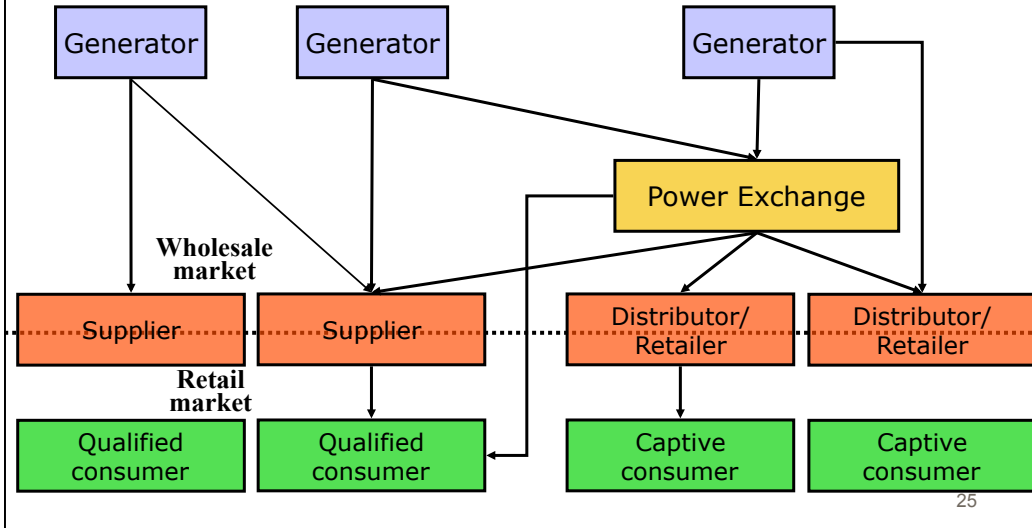 Generator
Generator
Generator
Power Exchange
Wholesale
market
Supplier
Supplier
Distributor/
Retailer
Distributor/
Retailer
Retail
market
Qualified
consumer
Qualified
consumer
Captive
consumer
Captive
consumer
25